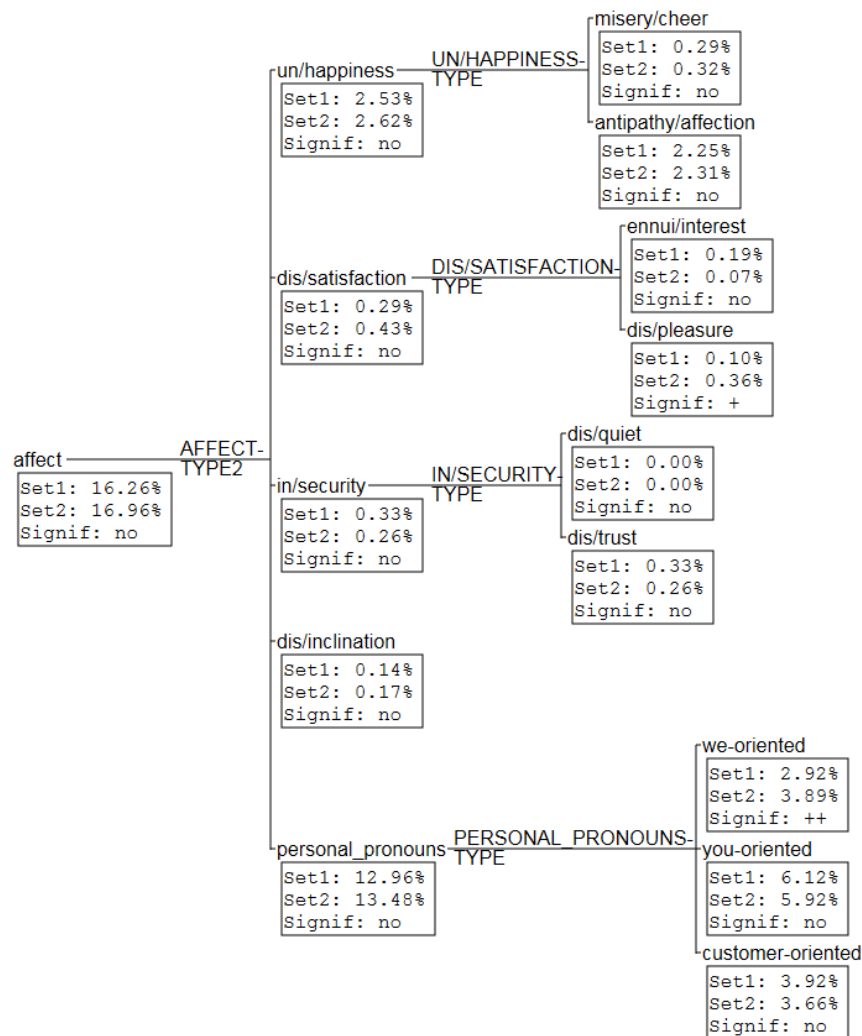 misery/cheer
Set1: 0.29%
Set2: 0.32%
Signif: no
un/happiness
UN/HAPPINESS-
TYPE
Set1: 2.53%
Set2: 2.62%
Signif: no
antipathy/affection
Set1: 2.25%
Set2: 2.31%
Signif: no
ennui/interest
Set1: 0.19%
Set2: 0.07%
Signif: no
dis/satisfaction
DIS/SATISFACTION-
TYPE
Set1: 0.29%
Set2: 0.43%
Signif: no
dis/pleasure
Set1: 0.10%
Set2: 0.36%
Signif: +
affect
AFFECT-
TYPE2
Set1: 16.26%
Set2: 16.96%
Signif: no
dis/quiet
Set1: 0.00%
Set2: 0.00%
Signif: no
in/security
IN/SECURITY-
TYPE
Set1: 0.33%
Set2: 0.26%
Signif: no
dis/trust
Set1: 0.33%
Set2: 0.26%
Signif: no
dis/inclination
Set1: 0.14%
Set2: 0.17%
Signif: no
we-oriented
Set1: 2.92%
Set2: 3.89%
Signif: ++
personal_pronouns
PERSONAL_PRONOUNS-
TYPE
Set1: 12.96%
Set2: 13.48%
Signif: no
you-oriented
Set1: 6.12%
Set2: 5.92%
Signif: no
customer-oriented
Set1: 3.92%
Set2: 3.66%
Signif: no